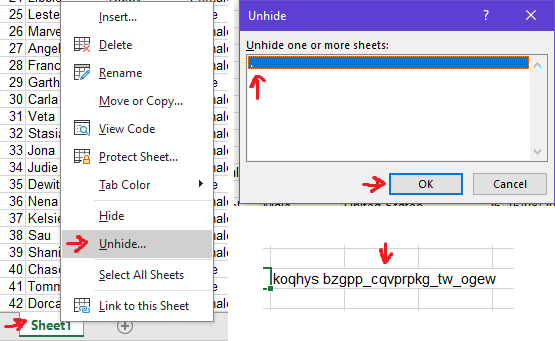 24
25 Leste
26 Marve
27 Angel
28 Franc
29 Garth
30 Carla
31 Veta
32 Stasia
33 Jona
34 Judie
35 Dewit
36 Nena
37 Kelsie
38 Sau
39 Shani
40 Chase
41 Tomm
42 Dorca
Insert...
Delete
Rename
Move or Copy...
View Code
Protect Sheet...
Tab Color
Hide
Unhide...
Select All Sheets
Link to this Sheet
Sheet1
Unhide
?
Unhide one or more sheets:
.
OK
Cancel
koqhys bzgpp_cqvprpkg_tw_ogew